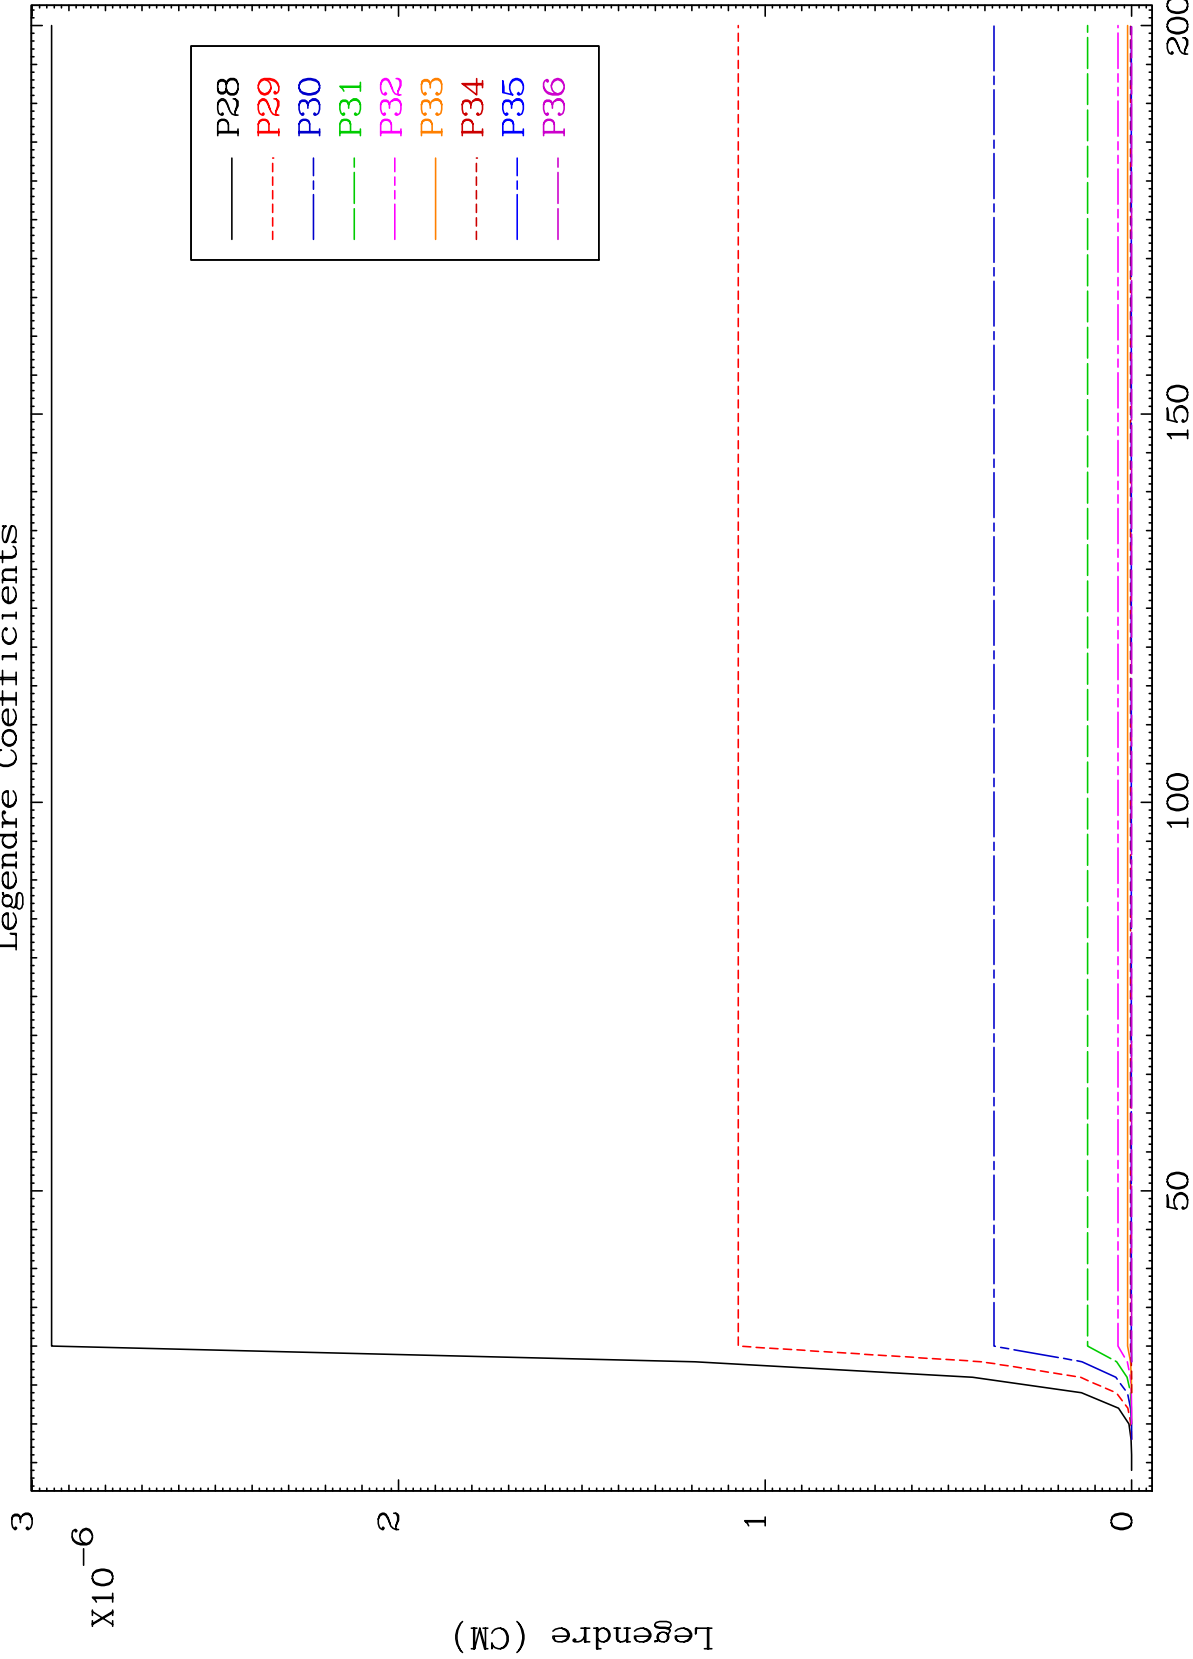 Legendre Coefficients
P28
P29
P30
P31
P32
P33
P34
P35
P36
3
2
1
0
X10-6
Legendre (CM)
50
100
150
200